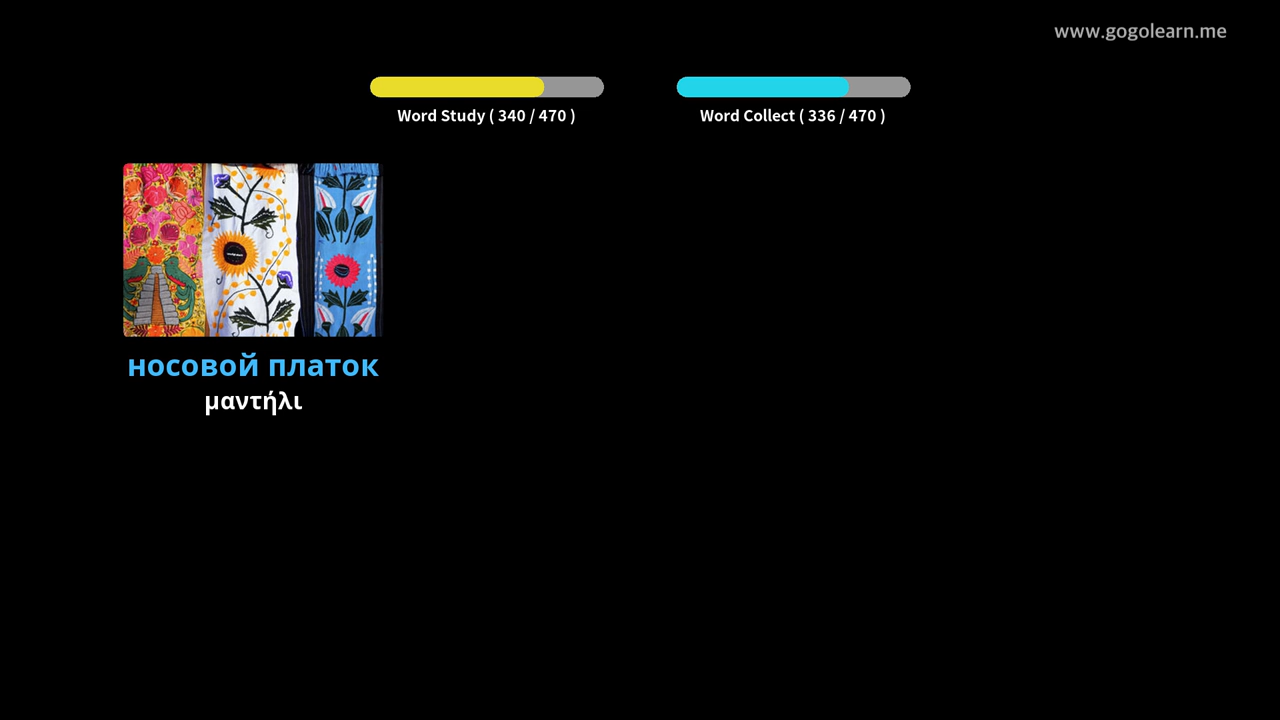 www.gogolearn.me
Word Study ( 340 / 470 )
Word Collect ( 336 / 470 )
носовой платок
μαντήλι